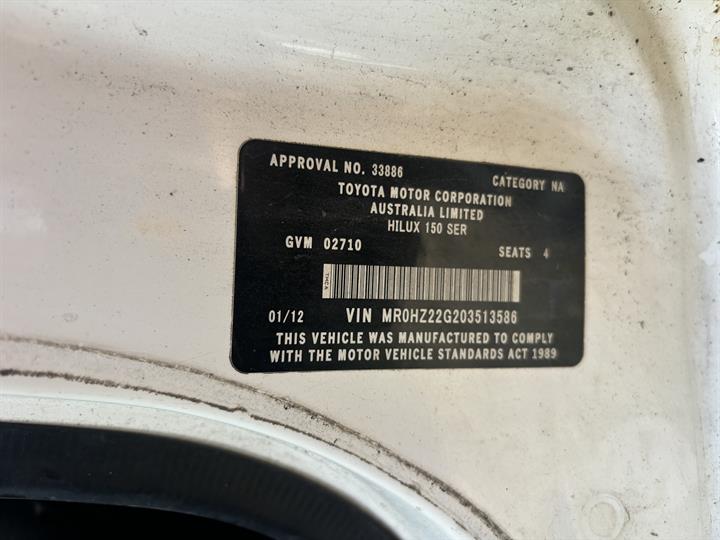 APPROVAL NO. 33886
CATEGORY NA
TOYOTA MOTOR CORPORATION
AUSTRALIA LIMITED
HILUX 150 SER
GVM 02710
SEATS 4
TMCA
01/12 VIN MR0HZ22G203513586
THIS VEHICLE WAS MANUFACTURED TO COMPLY
WITH THE MOTOR VEHICLE STANDARDS ACT 1989